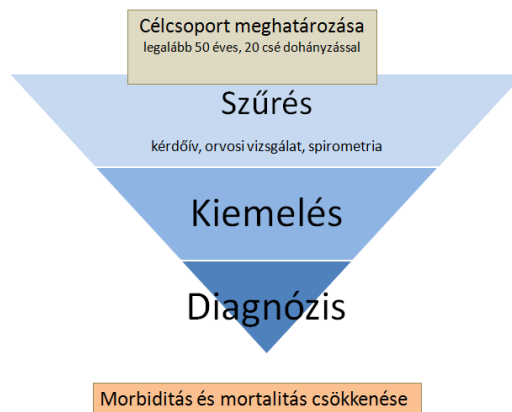 Célcsoport meghatározása
legalább 50 éves, 20 csé dohányzással
Szűrés
kérdőív, orvosi vizsgálat, spirometria
Kiemelés
Diagnózis
Morbiditás és mortalitás csökkenése